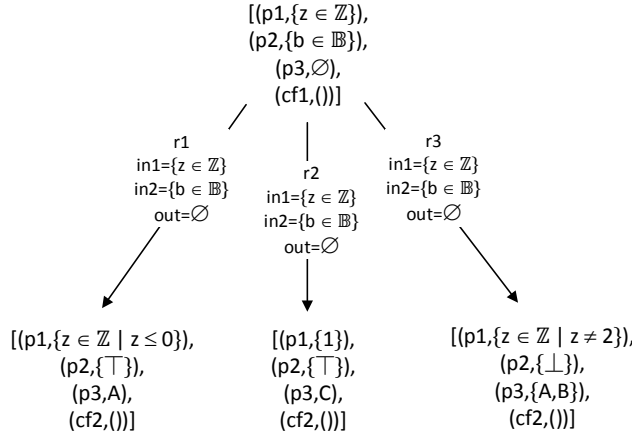 [(p1,{z ∈ ℤ}),
(p2,{b ∈ 𝔹}),
(p3,∅),
(cf1,())]
r1
in1={z ∈ ℤ}
in2={b ∈ 𝔹}
out=∅
r2
in1={z ∈ ℤ}
in2={b ∈ 𝔹}
out=∅
r3
in1={z ∈ ℤ}
in2={b ∈ 𝔹}
out=∅
[(p1,{z ∈ ℤ | z ≤ 0}),
(p2,{⊤}),
(p3,A),
(cf2,())]
[(p1,{1}),
(p2,{⊤}),
(p3,C),
(cf2,())]
[(p1,{z ∈ ℤ | z ≠ 2}),
(p2,{⊥}),
(p3,{A,B}),
(cf2,())]